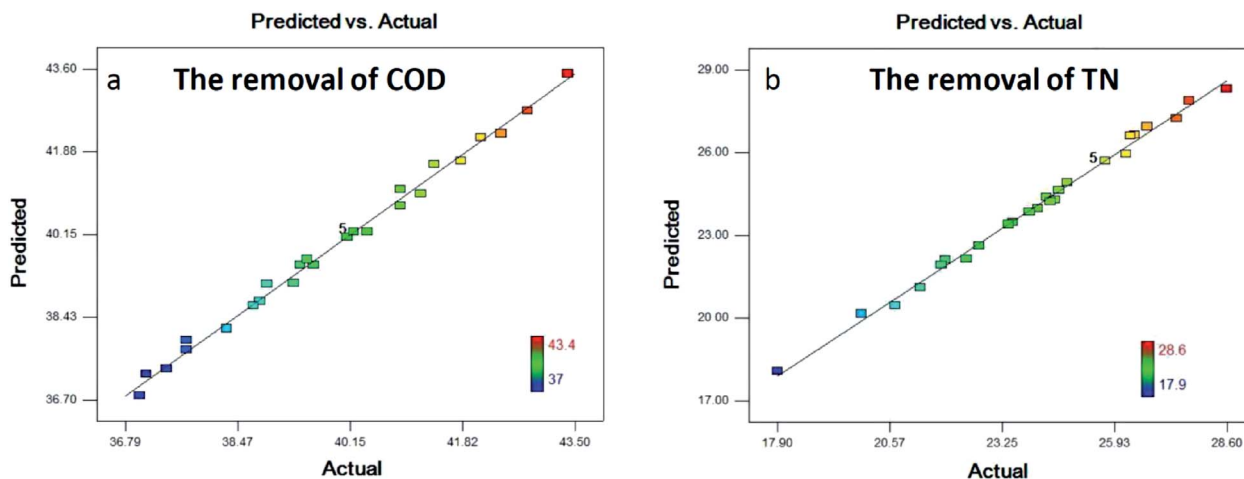 Predicted vs. Actual
a The removal of COD
43.60
41.88
40.15
38.43
36.70
Predicted
5
43.4
37
36.79 38.47 40.15 41.82 43.50
Actual
Predicted vs. Actual
b The removal of TN
29.00
26.00
23.00
20.00
17.00
Predicted
5
28.6
17.9
17.90 20.57 23.25 25.93 28.60
Actual